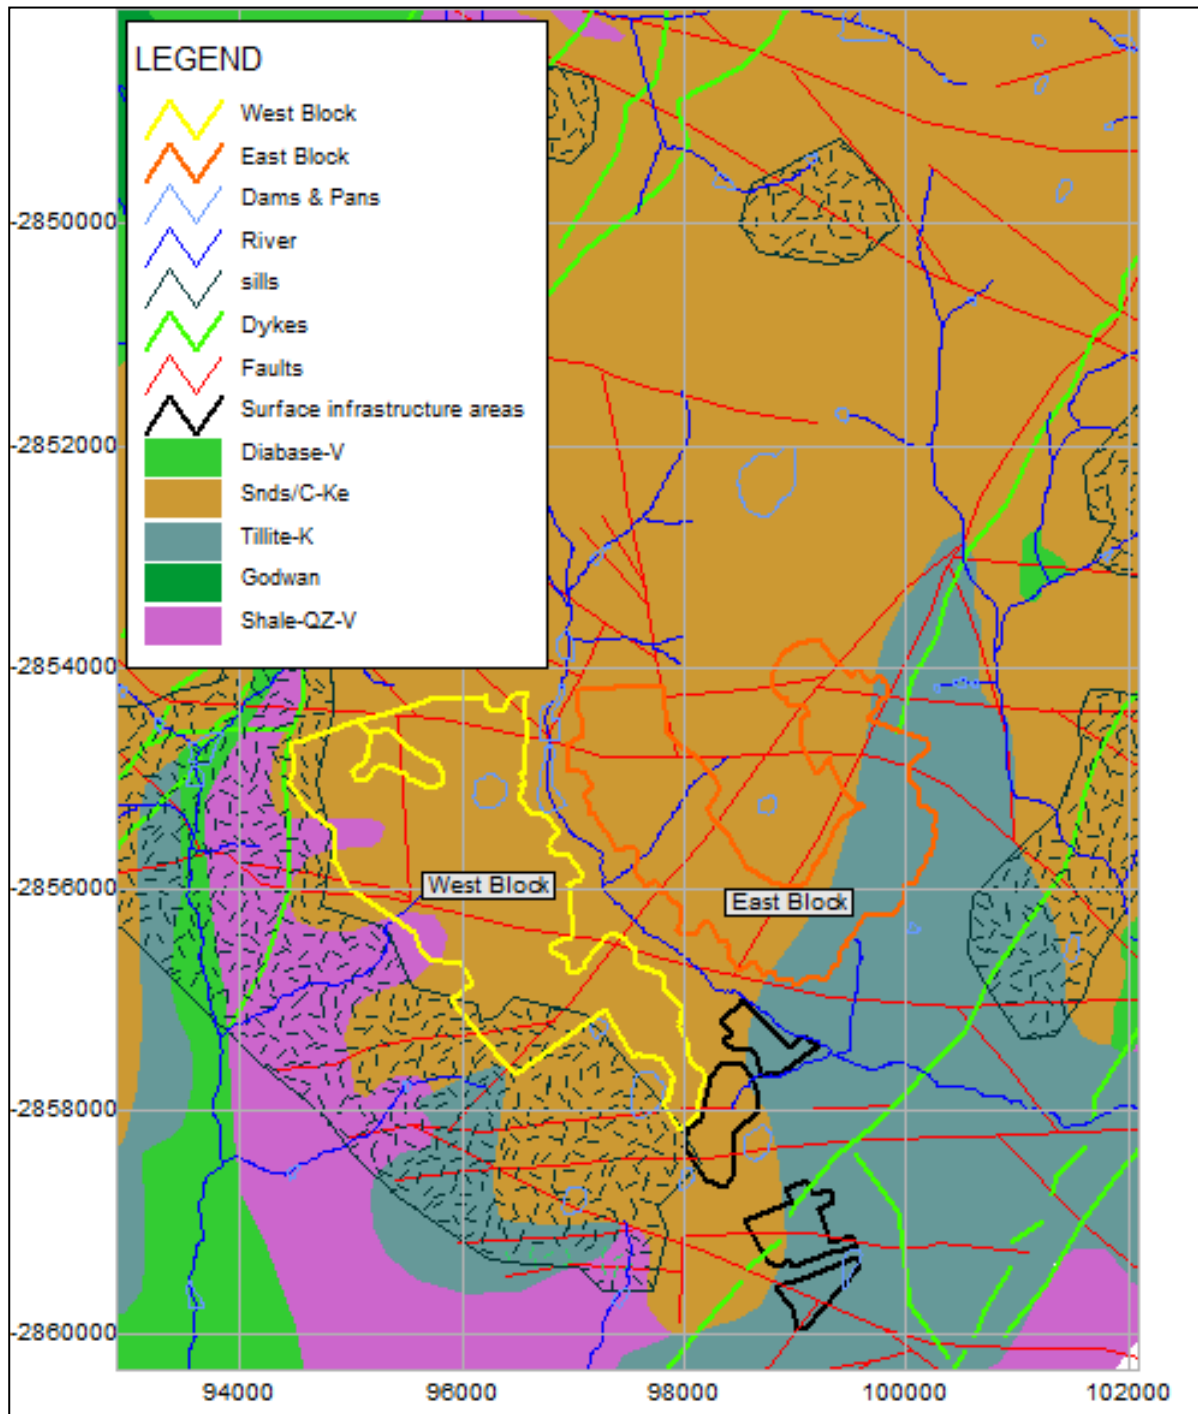 LEGEND
West Block
East Block
Dams & Pans
River
sills
Dykes
Faults
Surface infrastructure areas
Diabase-V
Snds/C-Ke
Tillite-K
Godwan
Shale-QZ-V
-2850000
-2852000
-2854000
-2856000
-2858000
-2860000
West Block
East Block
94000 96000 98000 100000 102000